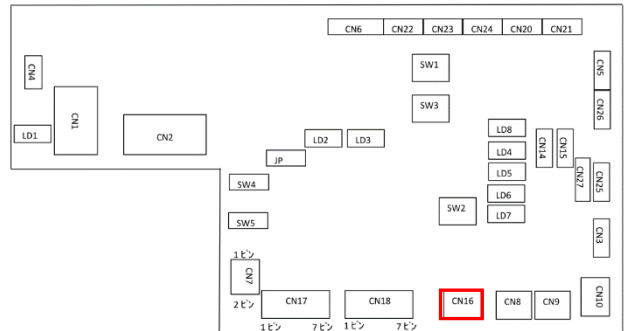 CN6 CN22 CN23 CN24 CN20 CN21
CN4
CN1
LD1
CN2
SW1
SW3
CN5
CN26
LD2 LD3
JP
SW4
SW5
LD8
LD4
LD5
LD6
LD7
CN14
CN15
CN27
CN25
SW2
CN3
1ピン
CN7
2ピン
CN17
1ピン 7ピン
CN18
1ピン 7ピン
CN16
CN8
CN9
CN10